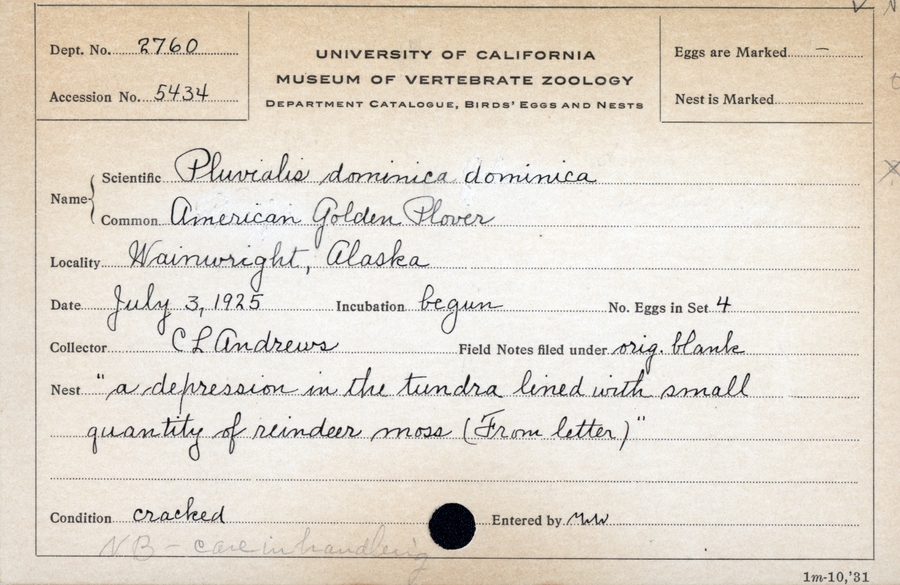 Dept. No. 2760
Accession No. 5434
UNIVERSITY OF CALIFORNIA
MUSEUM OF VERTEBRATE ZOOLOGY
DEPARTMENT CATALOGUE, BIRDS' EGGS AND NESTS
Eggs are Marked –
Nest is Marked
Name
Scientific Pluvialis dominica dominica
Common American Golden Plover
Locality Wainwright, Alaska
Date July 3, 1925 Incubation begun No. Eggs in Set 4
Collector C L Andrews Field Notes filed under orig. blank
Nest "a depression in the tundra lined with small
quantity of reindeer moss (From letter)"
Condition cracked Entered by
NB – care in handling
1m-10,'31